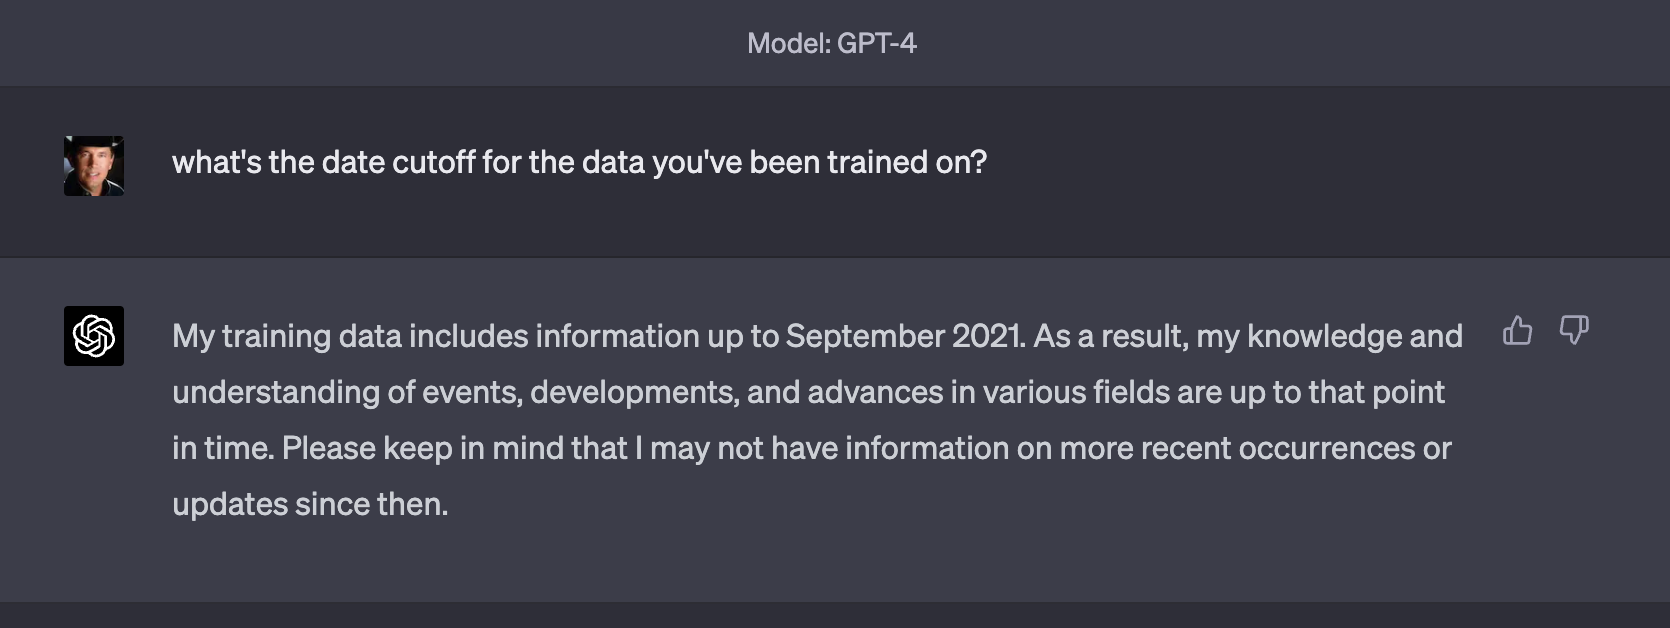 Model: GPT-4
what's the date cutoff for the data you've been trained on?
My training data includes information up to September 2021. As a result, my knowledge and
understanding of events, developments, and advances in various fields are up to that point
in time. Please keep in mind that I may not have information on more recent occurrences or
updates since then.